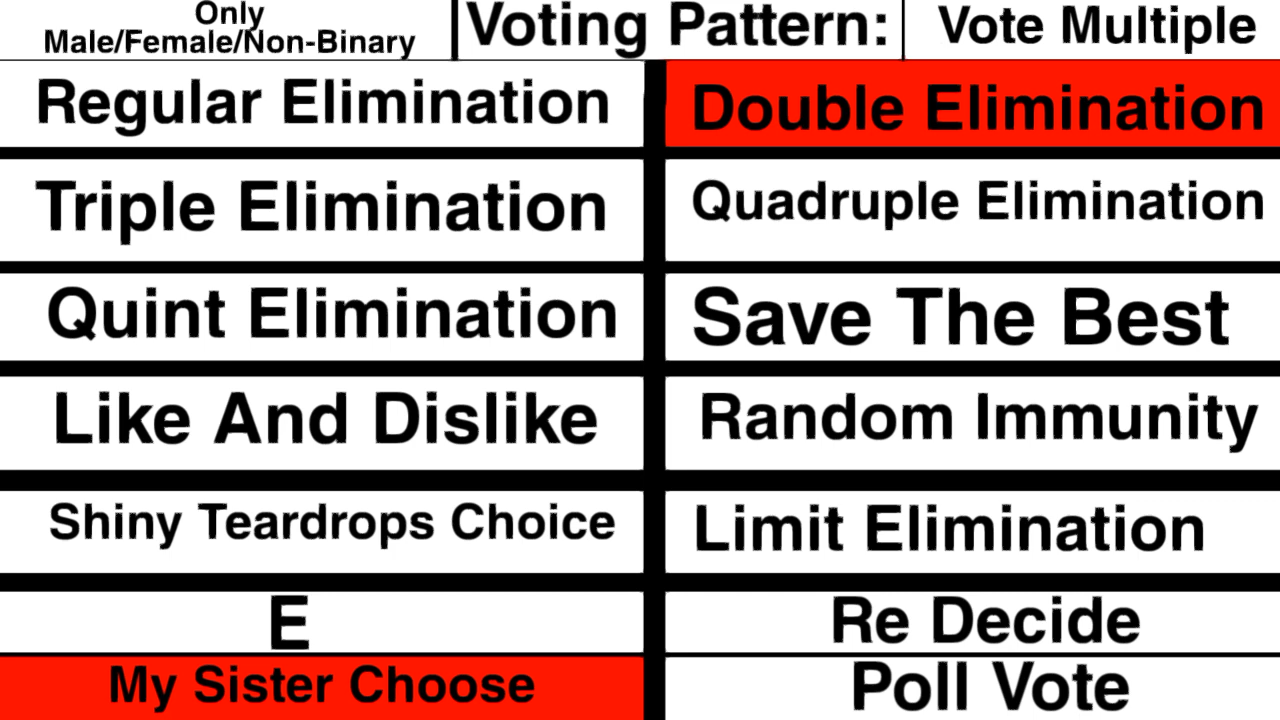 Only
Male/Female/Non-Binary
Voting Pattern:
Vote Multiple
Regular Elimination
Double Elimination
Triple Elimination
Quadruple Elimination
Quint Elimination
Save The Best
Like And Dislike
Random Immunity
Shiny Teardrops Choice
Limit Elimination
E
Re Decide
My Sister Choose
Poll Vote